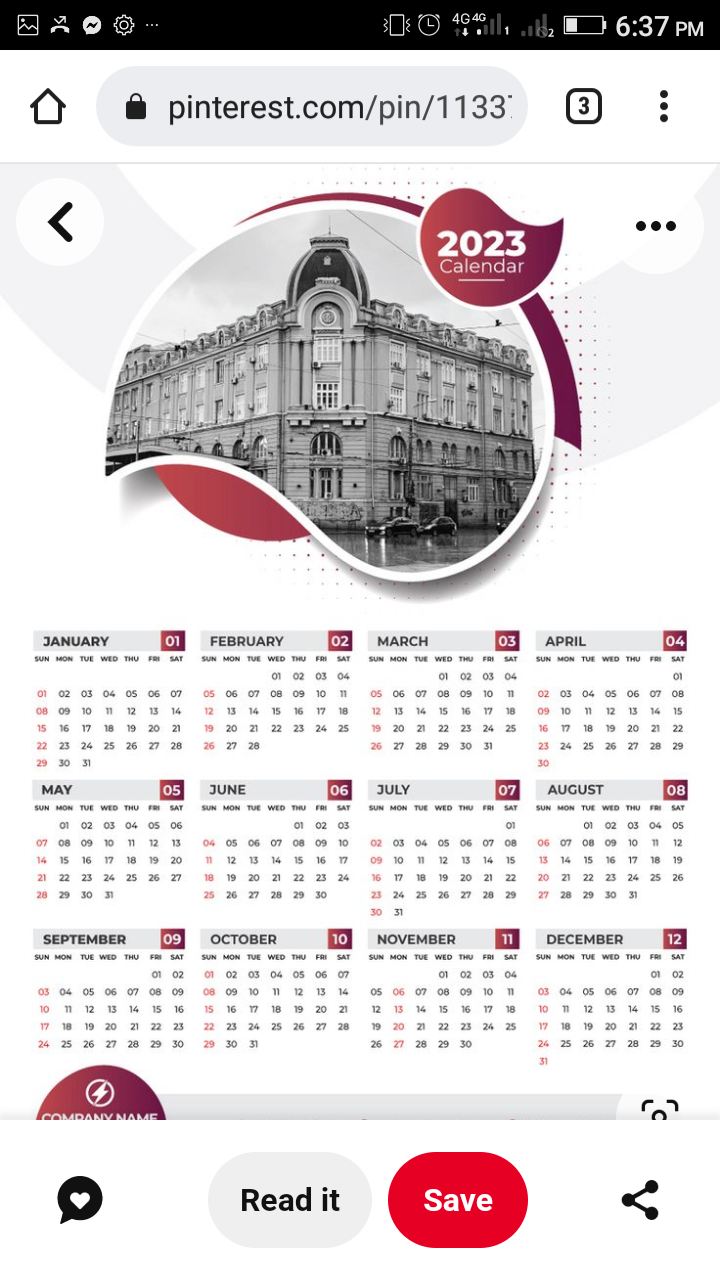 4G 4G 1 2 6:37 PM
pinterest.com/pin/1133
3
2023
Calendar
JANUARY 01
SUN MON TUE WED THU FRI SAT
01 02 03 04 05 06 07
08 09 10 11 12 13 14
15 16 17 18 19 20 21
22 23 24 25 26 27 28
29 30 31
FEBRUARY 02
SUN MON TUE WED THU FRI SAT
01 02 03 04
05 06 07 08 09 10 11
12 13 14 15 16 17 18
19 20 21 22 23 24 25
26 27 28
MARCH 03
SUN MON TUE WED THU FRI SAT
01 02 03 04
05 06 07 08 09 10 11
12 13 14 15 16 17 18
19 20 21 22 23 24 25
26 27 28 29 30 31
APRIL 04
SUN MON TUE WED THU FRI SAT
01
02 03 04 05 06 07 08
09 10 11 12 13 14 15
16 17 18 19 20 21 22
23 24 25 26 27 28 29
30
MAY 05
SUN MON TUE WED THU FRI SAT
01 02 03 04 05 06
07 08 09 10 11 12 13
14 15 16 17 18 19 20
21 22 23 24 25 26 27
28 29 30 31
JUNE 06
SUN MON TUE WED THU FRI SAT
01 02 03
04 05 06 07 08 09 10
11 12 13 14 15 16 17
18 19 20 21 22 23 24
25 26 27 28 29 30
JULY 07
SUN MON TUE WED THU FRI SAT
01
02 03 04 05 06 07 08
09 10 11 12 13 14 15
16 17 18 19 20 21 22
23 24 25 26 27 28 29
30 31
AUGUST 08
SUN MON TUE WED THU FRI SAT
01 02 03 04 05
06 07 08 09 10 11 12
13 14 15 16 17 18 19
20 21 22 23 24 25 26
27 28 29 30 31
SEPTEMBER 09
SUN MON TUE WED THU FRI SAT
01 02
03 04 05 06 07 08 09
10 11 12 13 14 15 16
17 18 19 20 21 22 23
24 25 26 27 28 29 30
OCTOBER 10
SUN MON TUE WED THU FRI SAT
01 02 03 04 05 06 07
08 09 10 11 12 13 14
15 16 17 18 19 20 21
22 23 24 25 26 27 28
29 30 31
NOVEMBER 11
SUN MON TUE WED THU FRI SAT
01 02 03 04
05 06 07 08 09 10 11
12 13 14 15 16 17 18
19 20 21 22 23 24 25
26 27 28 29 30
DECEMBER 12
SUN MON TUE WED THU FRI SAT
01 02
03 04 05 06 07 08 09
10 11 12 13 14 15 16
17 18 19 20 21 22 23
24 25 26 27 28 29 30
31
COMPANY NAME
Read it
Save